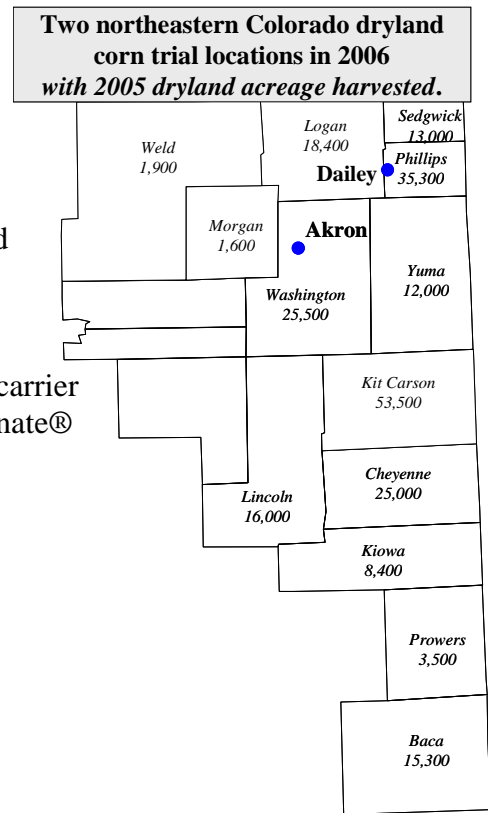 Two northeastern Colorado dryland
corn trial locations in 2006
with 2005 dryland acreage harvested.
Sedgwick
13,000
Logan
18,400
Weld
1,900
Phillips
35,300
Dailey
Morgan
1,600
Akron
d
Yuma
12,000
Washington
25,500
carrier
nate®
Kit Carson
53,500
Cheyenne
25,000
Lincoln
16,000
Kiowa
8,400
Prowers
3,500
Baca
15,300